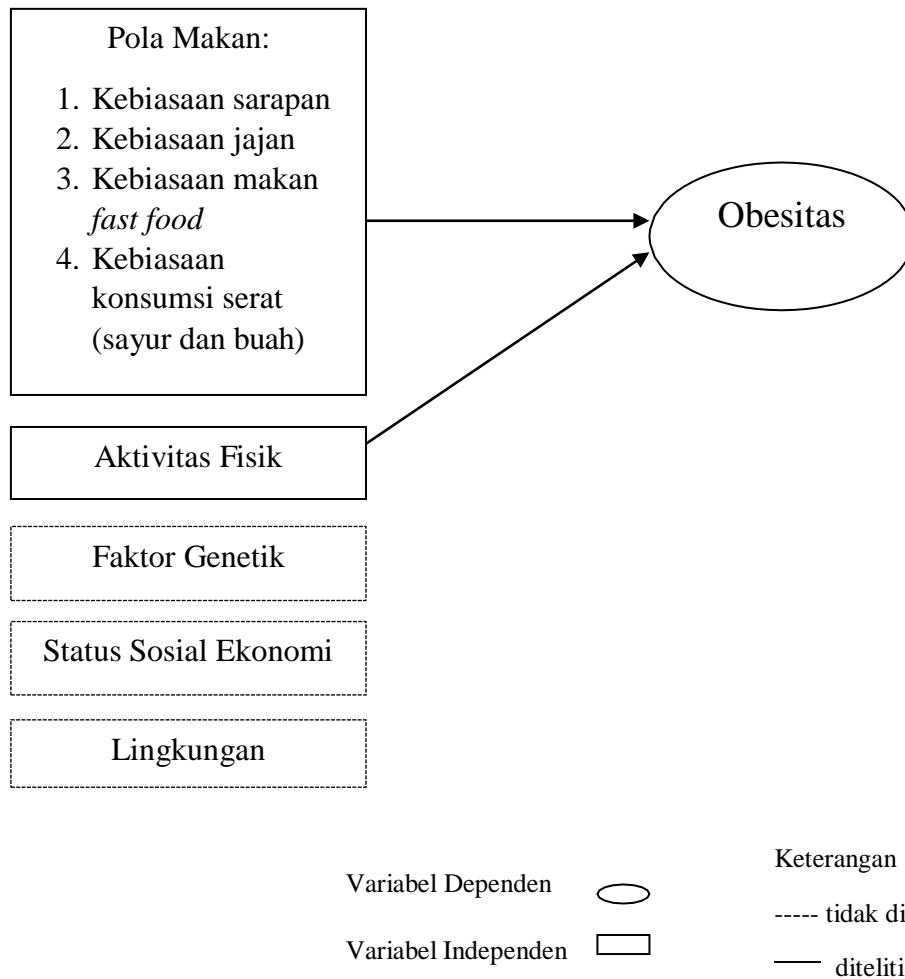 Pola Makan:
1. Kebiasaan sarapan
2. Kebiasaan jajan
3. Kebiasaan makan
fast food
4. Kebiasaan
konsumsi serat
(sayur dan buah)
Obesitas
Aktivitas Fisik
Faktor Genetik
Status Sosial Ekonomi
Lingkungan
Variabel Dependen
Variabel Independen
Keterangan
----- tidak di
diteliti